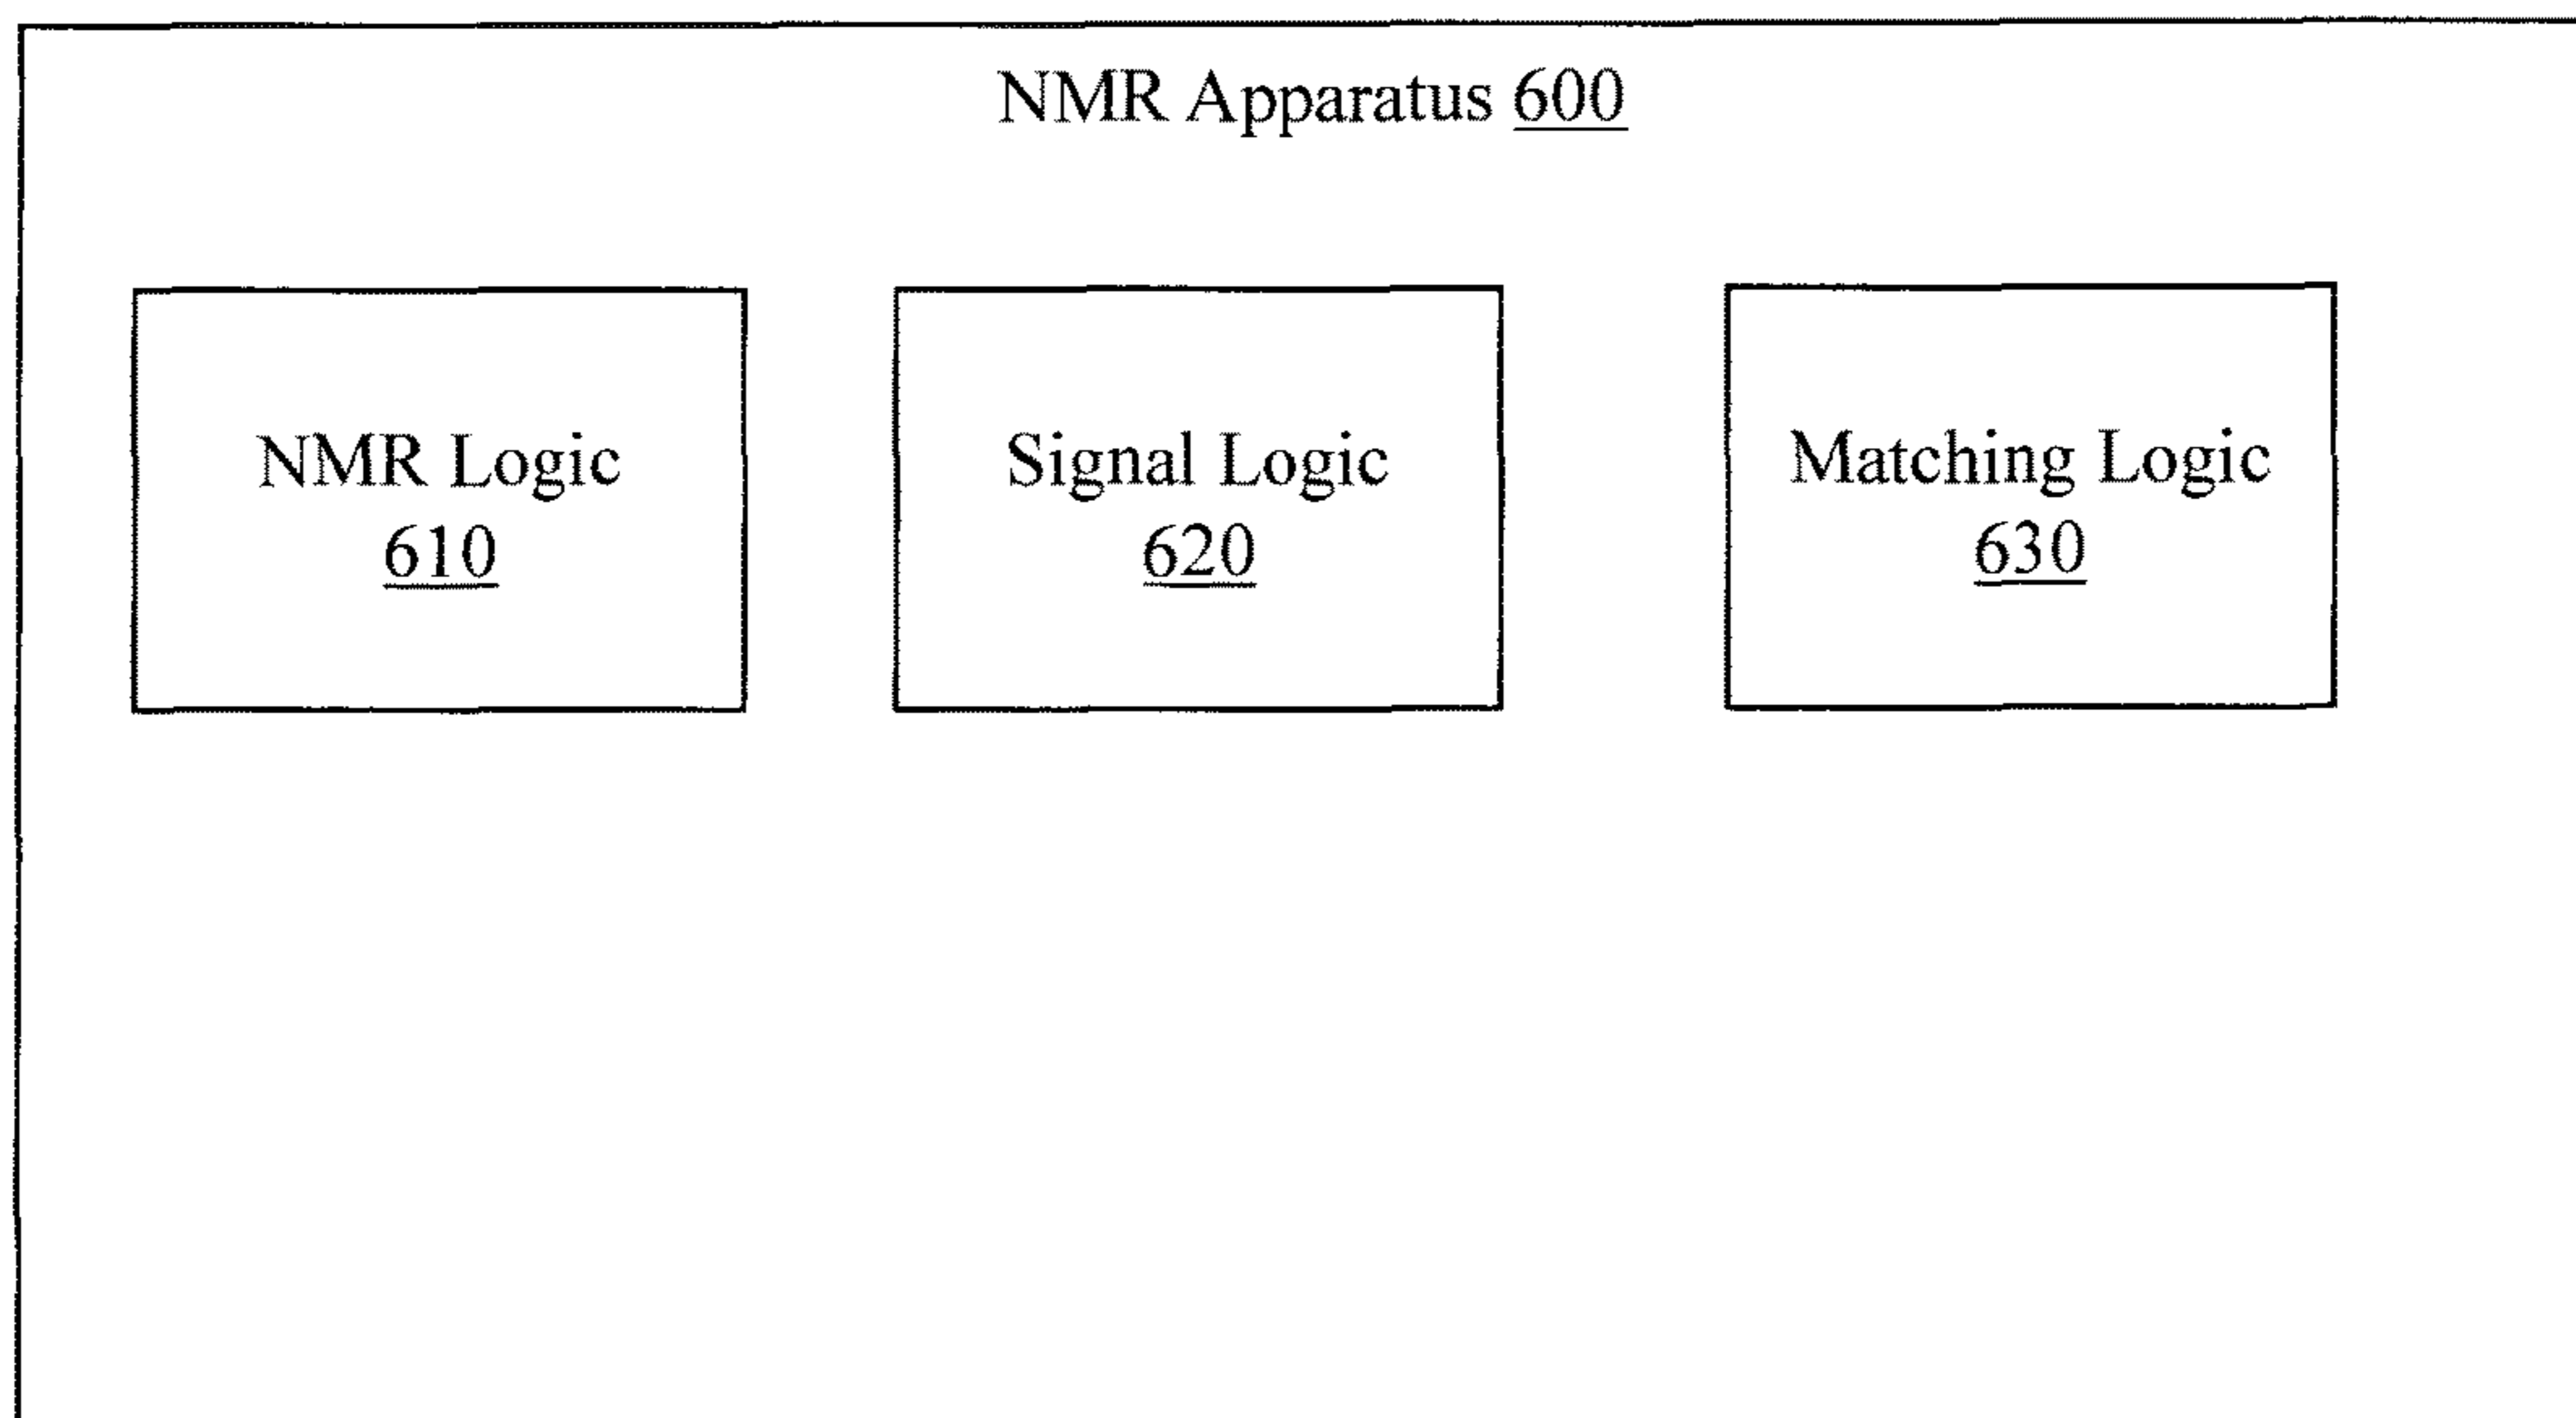 NMR Apparatus 600
NMR Logic
610
Signal Logic
620
Matching Logic
630